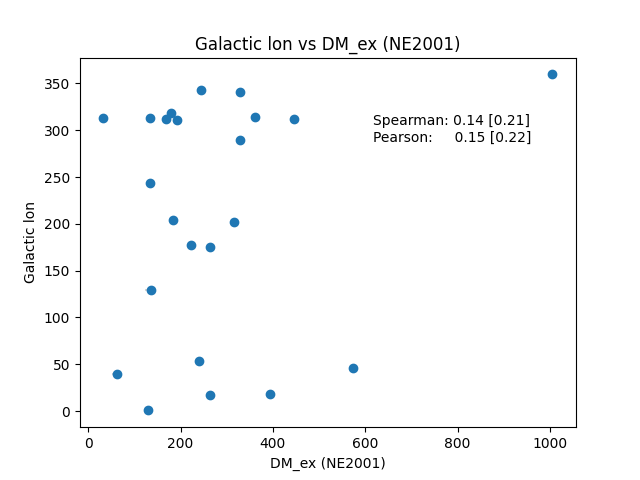 Galactic lon vs DM_ex (NE2001)
Spearman: 0.14 [0.21]
Pearson: 0.15 [0.22]
Galactic lon
350
300
250
200
150
100
50
0
0 200 400 600 800 1000
DM_ex (NE2001)